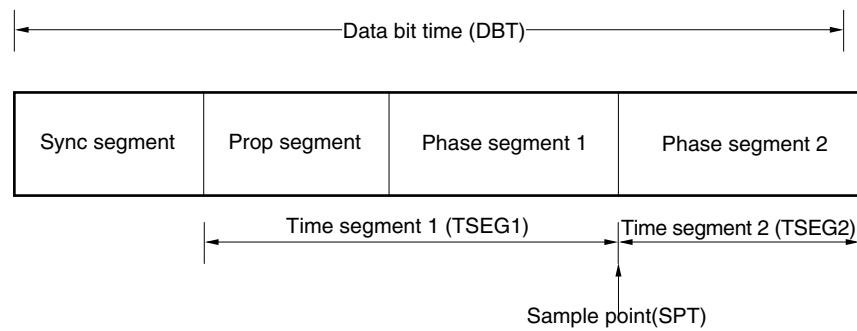 Data bit time (DBT)
Sync segment
Prop segment
Phase segment 1
Phase segment 2
Time segment 1 (TSEG1)
Time segment 2 (TSEG2)
Sample point(SPT)